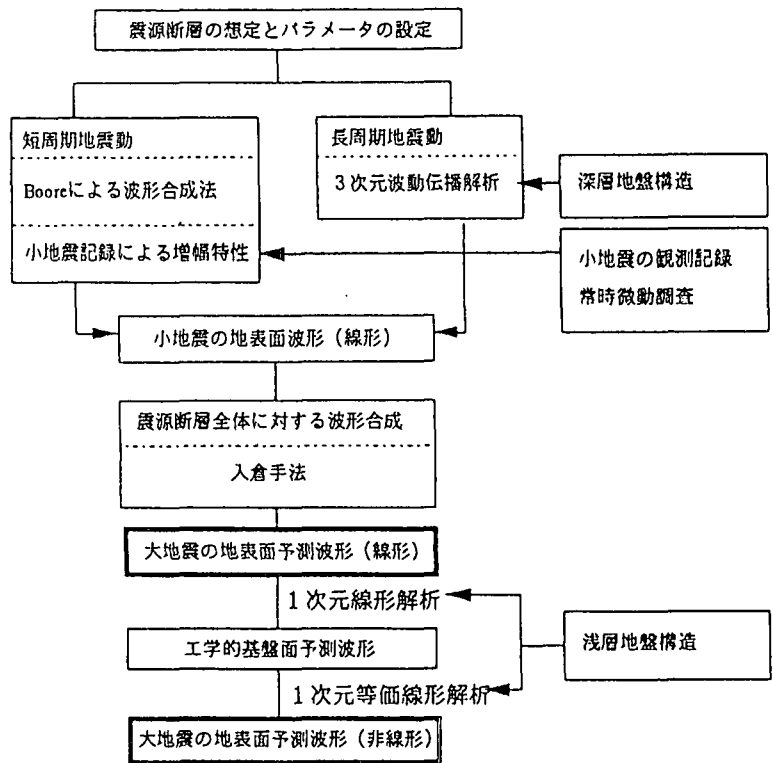 震源断層の想定とパラメータの設定
短周期地震動
Booreによる波形合成法
小地震記録による増幅特性
長周期地震動
3次元波動伝播解析
深層地盤構造
小地震の観測記録
常時微動調査
小地震の地表面波形（線形）
震源断層全体に対する波形合成
入倉手法
大地震の地表面予測波形（線形）
1次元線形解析
工学的基盤面予測波形
浅層地盤構造
1次元等価線形解析
大地震の地表面予測波形（非線形）